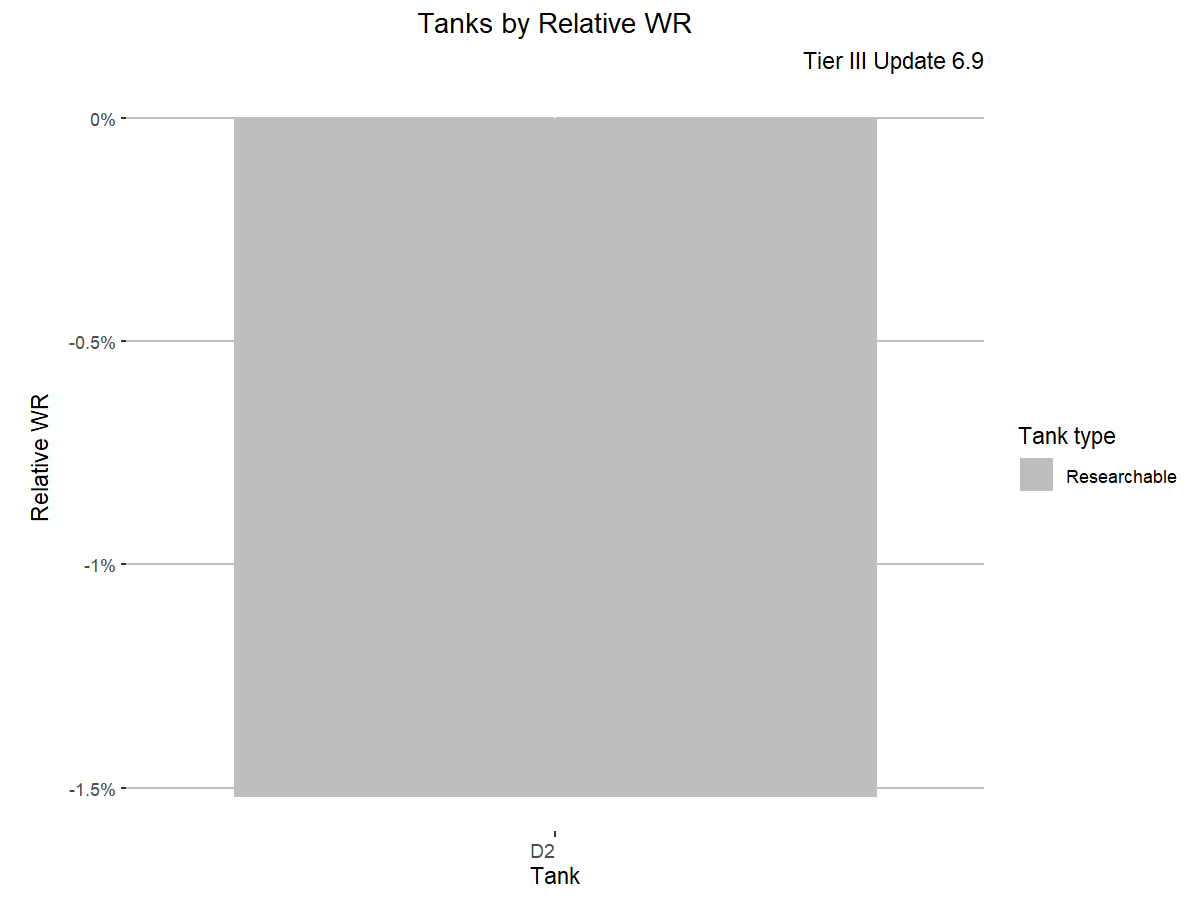 Tanks by Relative WR
Tier III Update 6.9
0%
-0.5%
-1%
-1.5%
Relative WR
D2
Tank
Tank type
Researchable